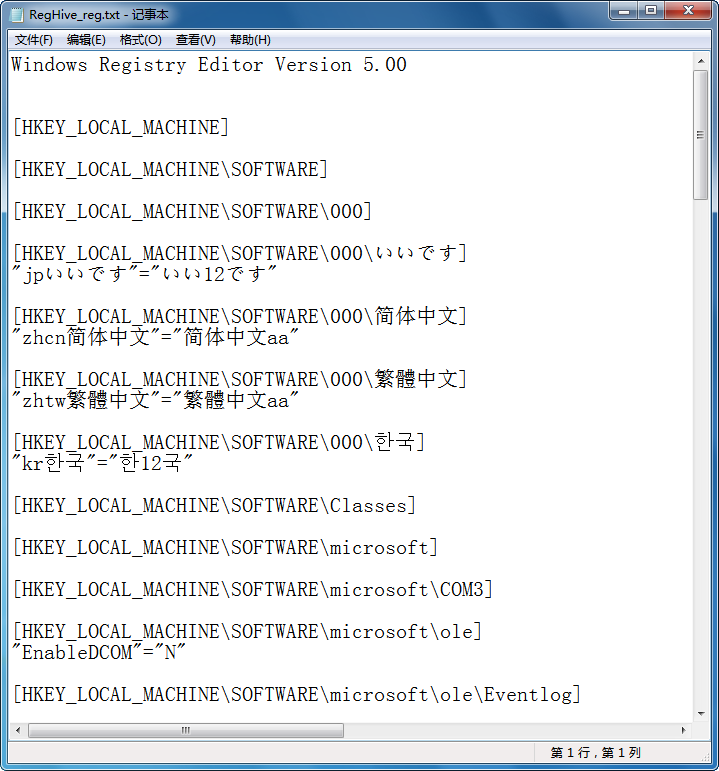 RegHive_reg.txt - 记事本
文件(F) 编辑(E) 格式(O) 查看(V) 帮助(H)
Windows Registry Editor Version 5.00
[HKEY_LOCAL_MACHINE]
[HKEY_LOCAL_MACHINE\SOFTWARE]
[HKEY_LOCAL_MACHINE\SOFTWARE\000]
[HKEY_LOCAL_MACHINE\SOFTWARE\000\いいです]
"jpいいです"="いい12です"
[HKEY_LOCAL_MACHINE\SOFTWARE\000\简体中文]
"zhcn简体中文"="简体中文aa"
[HKEY_LOCAL_MACHINE\SOFTWARE\000\繁體中文]
"zhtw繁體中文"="繁體中文aa"
[HKEY_LOCAL_MACHINE\SOFTWARE\000\한국]
"kr한국"="한12국"
[HKEY_LOCAL_MACHINE\SOFTWARE\Classes]
[HKEY_LOCAL_MACHINE\SOFTWARE\microsoft]
[HKEY_LOCAL_MACHINE\SOFTWARE\microsoft\COM3]
[HKEY_LOCAL_MACHINE\SOFTWARE\microsoft\ole]
"EnableDCOM"="N"
[HKEY_LOCAL_MACHINE\SOFTWARE\microsoft\ole\Eventlog]
第 1 行，第 1 列